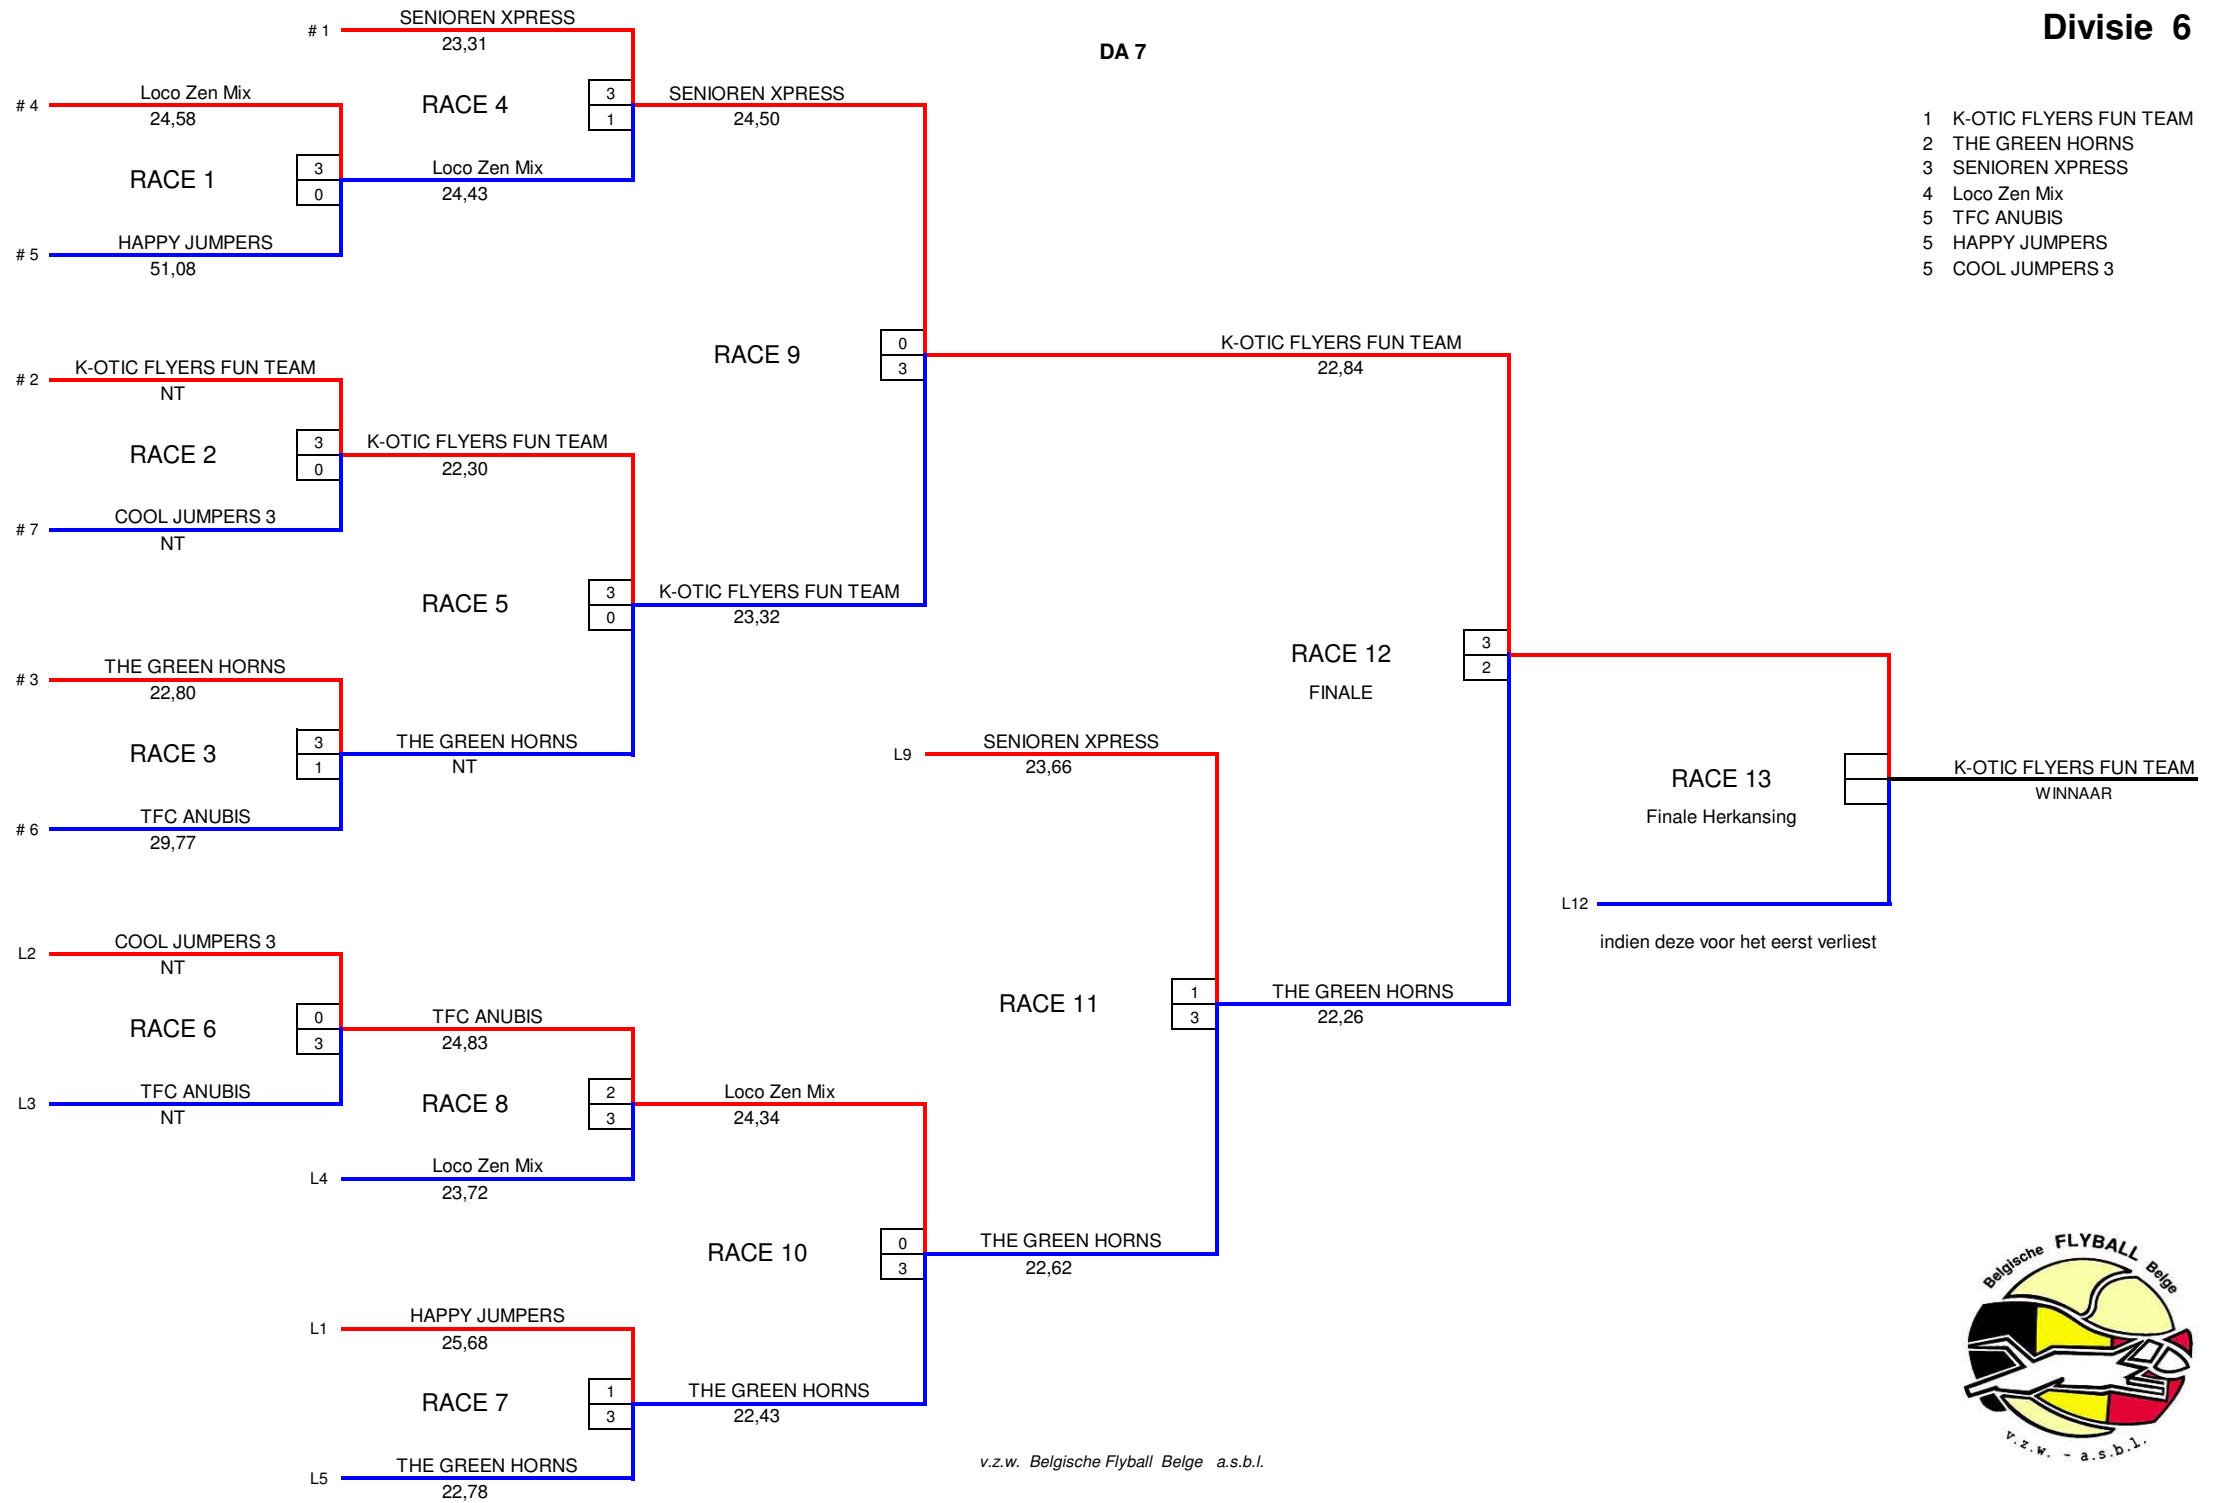 Divisie 6
DA 7
1 K-OTIC FLYERS FUN TEAM
2 THE GREEN HORNS
3 SENIOREN XPRESS
4 Loco Zen Mix
5 TFC ANUBIS
5 HAPPY JUMPERS
5 COOL JUMPERS 3
# 1 SENIOREN XPRESS
23,31
# 4 Loco Zen Mix
24,58
RACE 4
3
1
SENIOREN XPRESS
24,50
RACE 1
3
0
Loco Zen Mix
24,43
# 5 HAPPY JUMPERS
51,08
RACE 9
0
3
K-OTIC FLYERS FUN TEAM
22,84
# 2 K-OTIC FLYERS FUN TEAM
NT
RACE 2
3
0
K-OTIC FLYERS FUN TEAM
22,30
# 7 COOL JUMPERS 3
NT
RACE 5
3
0
K-OTIC FLYERS FUN TEAM
23,32
# 3 THE GREEN HORNS
22,80
RACE 3
3
1
THE GREEN HORNS
NT
# 6 TFC ANUBIS
29,77
RACE 12
FINALE
3
2
L9 SENIOREN XPRESS
23,66
RACE 13
Finale Herkansing
K-OTIC FLYERS FUN TEAM
WINNAAR
L12
indien deze voor het eerst verliest
L2 COOL JUMPERS 3
NT
RACE 6
0
3
TFC ANUBIS
24,83
L3 TFC ANUBIS
NT
RACE 11
1
3
THE GREEN HORNS
22,26
RACE 8
2
3
Loco Zen Mix
24,34
L4 Loco Zen Mix
23,72
RACE 10
0
3
THE GREEN HORNS
22,62
L1 HAPPY JUMPERS
25,68
RACE 7
1
3
THE GREEN HORNS
22,43
L5 THE GREEN HORNS
22,78
v.z.w. Belgische Flyball Belge a.s.b.l.
Belgische FLYBALL Belge
v.z.w. - a.s.b.l.